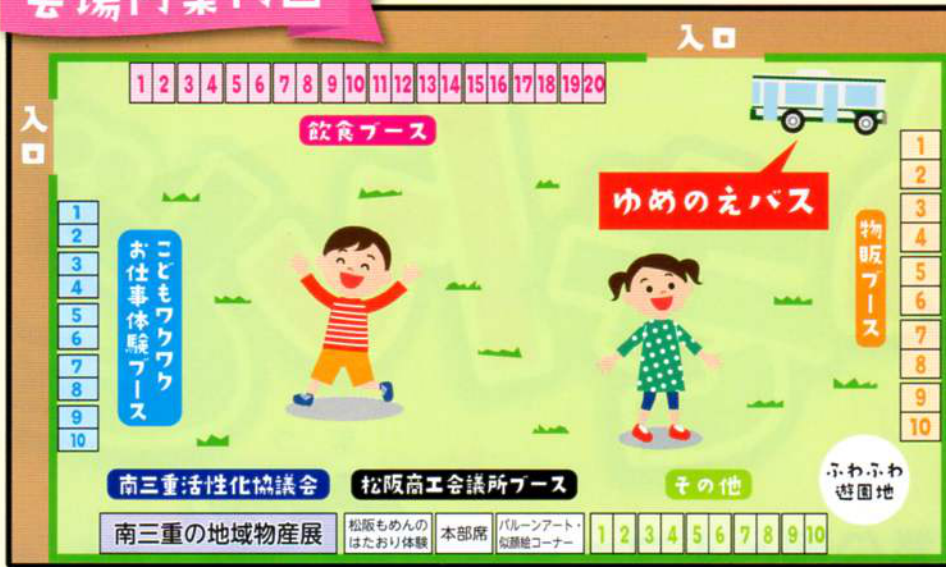 会場内案内図
入口
入口
1 2 3 4 5 6 7 8 9 10 11 12 13 14 15 16 17 18 19 20
飲食ブース
ゆめのえバス
1
2
3
4
5
6
7
8
9
10
こどもワクワク
お仕事体験ブース
1
2
3
4
5
6
7
8
9
10
物販ブース
ふわふわ
遊園地
南三重活性化協議会
松阪商工会議所ブース
その他
南三重の地域物産展
松阪もめんの
はたおり体験
本部席
バルーンアート・
似顔絵コーナー
1 2 3 4 5 6 7 8 9 10